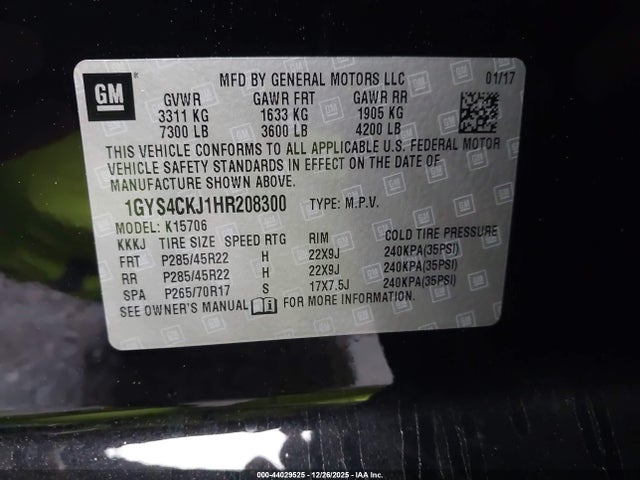 GM
MFD BY GENERAL MOTORS LLC 01/17
GVWR GAWR FRT GAWR RR
3311 KG 1633 KG 1905 KG
7300 LB 3600 LB 4200 LB
THIS VEHICLE CONFORMS TO ALL APPLICABLE U.S. FEDERAL MOTOR
VEHICLE SAFETY STANDARDS IN EFFECT ON THE DATE OF
MANUFACTURE SHOWN ABOVE.
1GYS4CKJ1HR208300 TYPE: M.P.V.
MODEL: K15706
KKKJ TIRE SIZE SPEED RTG RIM COLD TIRE PRESSURE
FRT P285/45R22 H 22X9J 240KPA(35PSI)
RR P285/45R22 H 22X9J 240KPA(35PSI)
SPA P265/70R17 S 17X7.5J 240KPA(35PSI)
SEE OWNER'S MANUAL FOR MORE INFORMATION.
000-44029525 - 12/26/2025 - IAA Inc.